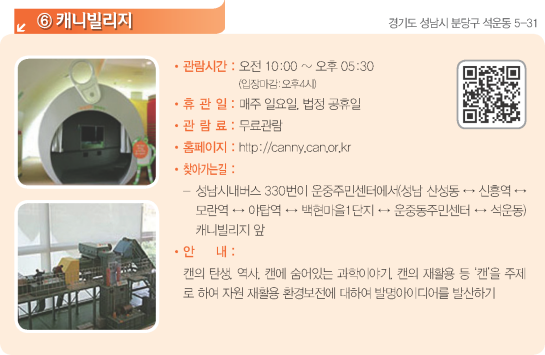 ⑥ 캐니빌리지
경기도 성남시 분당구 석운동 5-31
• 관람시간 : 오전 10:00 ~ 오후 05:30
(입장마감:오후4시)
• 휴 관 일 : 매주 일요일, 법정 공휴일
• 관 람 료 : 무료관람
• 홈페이지 : http://canny.can.or.kr
• 찾아가는길 :
– 성남시내버스 330번이 운중주민센터에서(성남 산성동 ↔ 신흥역 ↔
모란역 ↔ 야탑역 ↔ 백현마을1단지 ↔ 운중동주민센터 ↔ 석운동)
캐니빌리지 앞
• 안 내 :
캔의 탄생, 역사, 캔에 숨어있는 과학이야기, 캔의 재활용 등 '캔'을 주제
로 하여 자원 재활용 환경보전에 대하여 발명아이디어를 발산하기